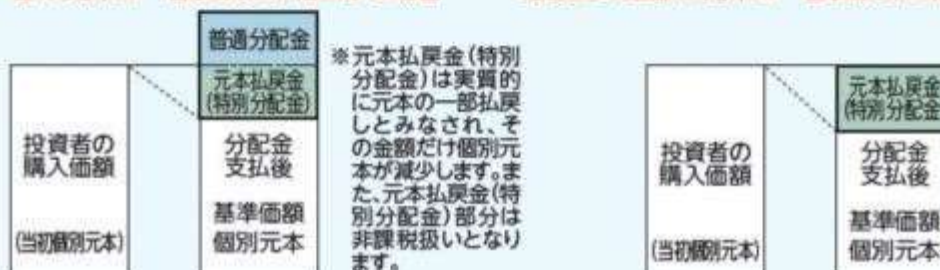 普通分配金
元本払戻金
(特別分配金)
投資者の
購入価額
(当初個別元本)
分配金
支払後
基準価額
個別元本
※元本払戻金(特別
分配金)は実質的
に元本の一部払戻
しとみなされ、そ
の金額だけ個別元
本が減少します。ま
た、元本払戻金(特
別分配金)部分は
非課税扱いとなり
ます。
投資者の
購入価額
(当初個別元本)
元本払戻金
(特別分配金)
分配金
支払後
基準価額
個別元本